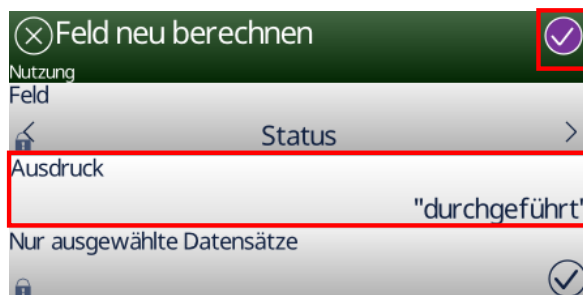 Feld neu berechnen
Nutzung
Feld
Status
Ausdruck
"durchgeführt"
Nur ausgewählte Datensätze